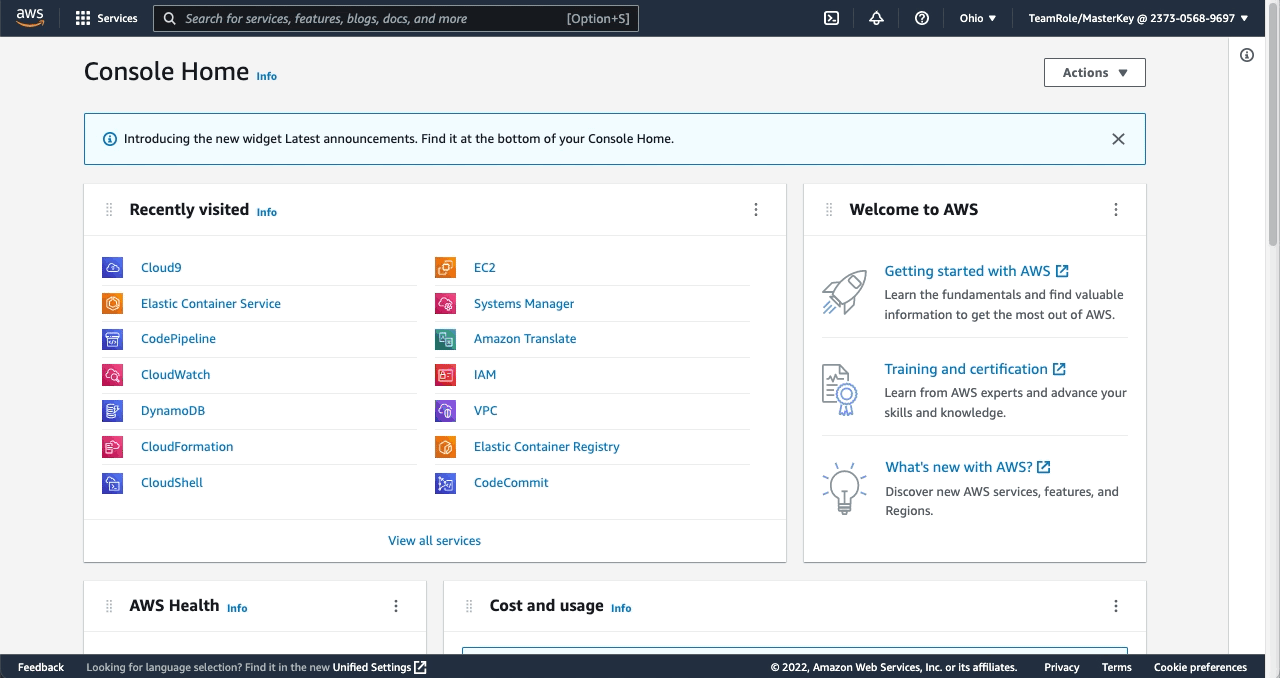 aws
Services
Search for services, features, blogs, docs, and more
[Option+S]
Ohio
TeamRole/MasterKey @ 2373-0568-9697
Console Home Info
Actions
Introducing the new widget Latest announcements. Find it at the bottom of your Console Home.
Recently visited Info
Cloud9
Elastic Container Service
CodePipeline
CloudWatch
DynamoDB
CloudFormation
CloudShell
EC2
Systems Manager
Amazon Translate
IAM
VPC
Elastic Container Registry
CodeCommit
View all services
Welcome to AWS
Getting started with AWS
Learn the fundamentals and find valuable
information to get the most out of AWS.
Training and certification
Learn from AWS experts and advance your
skills and knowledge.
What's new with AWS?
Discover new AWS services, features, and
Regions.
AWS Health Info
Cost and usage Info
Feedback
Looking for language selection? Find it in the new Unified Settings
© 2022, Amazon Web Services, Inc. or its affiliates.
Privacy
Terms
Cookie preferences